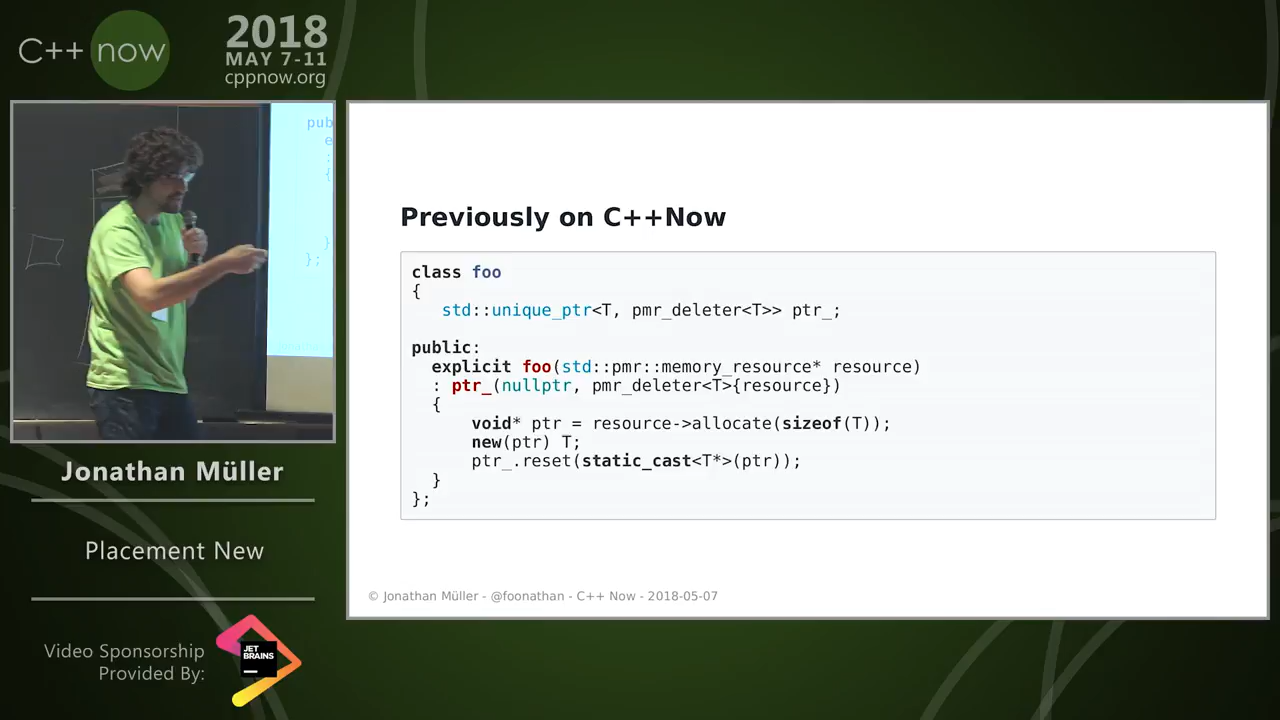 C++ now
2018
MAY 7-11
cppnow.org
pub
e
:
{
}
};
Jonathan Müller
Placement New
Video Sponsorship
Provided By:
JET
BRAINS
Previously on C++Now
class foo
{
std::unique_ptr<T, pmr_deleter<T>> ptr_;
public:
explicit foo(std::pmr::memory_resource* resource)
: ptr_(nullptr, pmr_deleter<T>{resource})
{
void* ptr = resource->allocate(sizeof(T));
new(ptr) T;
ptr_.reset(static_cast<T*>(ptr));
}
};
© Jonathan Müller - @foonathan - C++ Now - 2018-05-07